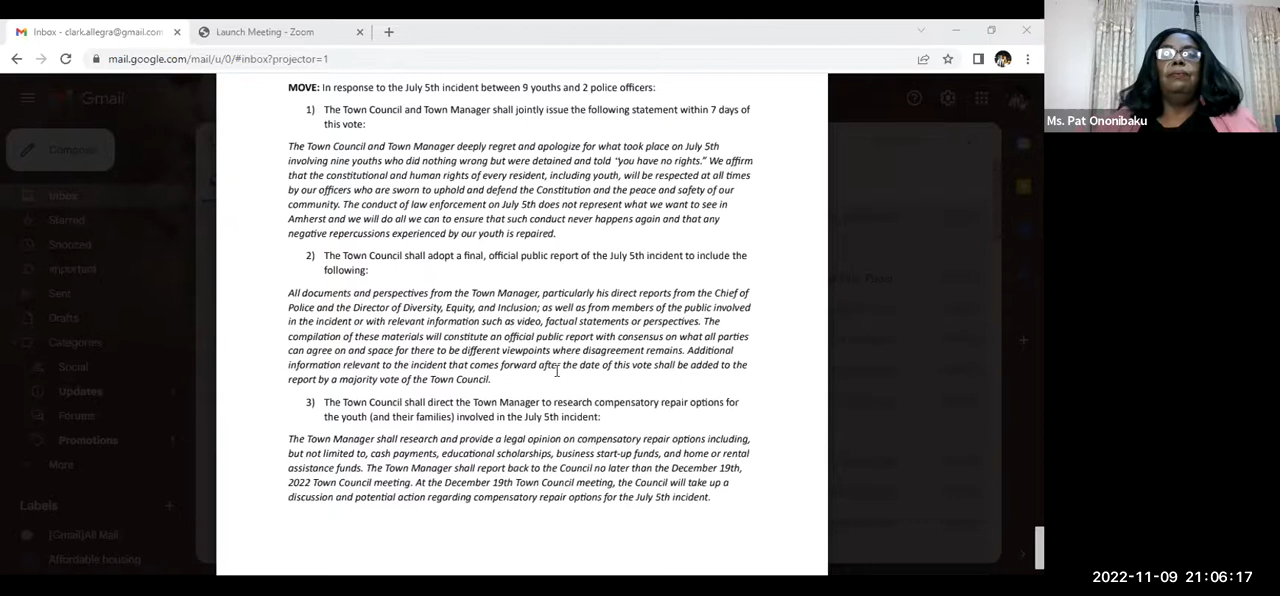 Inbox - clark.allegra@gmail.com
Launch Meeting - Zoom
mail.google.com/mail/u/0/#inbox?projector=1
Gmail
Compose
Inbox
Starred
Snoozed
Important
Sent
Drafts
Categories
Social
Updates
Forums
Promotions
More
Labels
[Gmail]All Mail
Affordable housing
MOVE: In response to the July 5th incident between 9 youths and 2 police officers:
1) The Town Council and Town Manager shall jointly issue the following statement within 7 days of
this vote:
The Town Council and Town Manager deeply regret and apologize for what took place on July 5th
involving nine youths who did nothing wrong but were detained and told "you have no rights." We affirm
that the constitutional and human rights of every resident, including youth, will be respected at all times
by our officers who are sworn to uphold and defend the Constitution and the peace and safety of our
community. The conduct of law enforcement on July 5th does not represent what we want to see in
Amherst and we will do all we can to ensure that such conduct never happens again and that any
negative repercussions experienced by our youth is repaired.
2) The Town Council shall adopt a final, official public report of the July 5th incident to include the
following:
All documents and perspectives from the Town Manager, particularly his direct reports from the Chief of
Police and the Director of Diversity, Equity, and Inclusion; as well as from members of the public involved
in the incident or with relevant information such as video, factual statements or perspectives. The
compilation of these materials will constitute an official public report with consensus on what all parties
can agree on and space for there to be different viewpoints where disagreement remains. Additional
information relevant to the incident that comes forward after the date of this vote shall be added to the
report by a majority vote of the Town Council.
3) The Town Council shall direct the Town Manager to research compensatory repair options for
the youth (and their families) involved in the July 5th incident:
The Town Manager shall research and provide a legal opinion on compensatory repair options including,
but not limited to, cash payments, educational scholarships, business start-up funds, and home or rental
assistance funds. The Town Manager shall report back to the Council no later than the December 19th,
2022 Town Council meeting. At the December 19th Town Council meeting, the Council will take up a
discussion and potential action regarding compensatory repair options for the July 5th incident.
Ms. Pat Ononibaku
2022-11-09 21:06:17